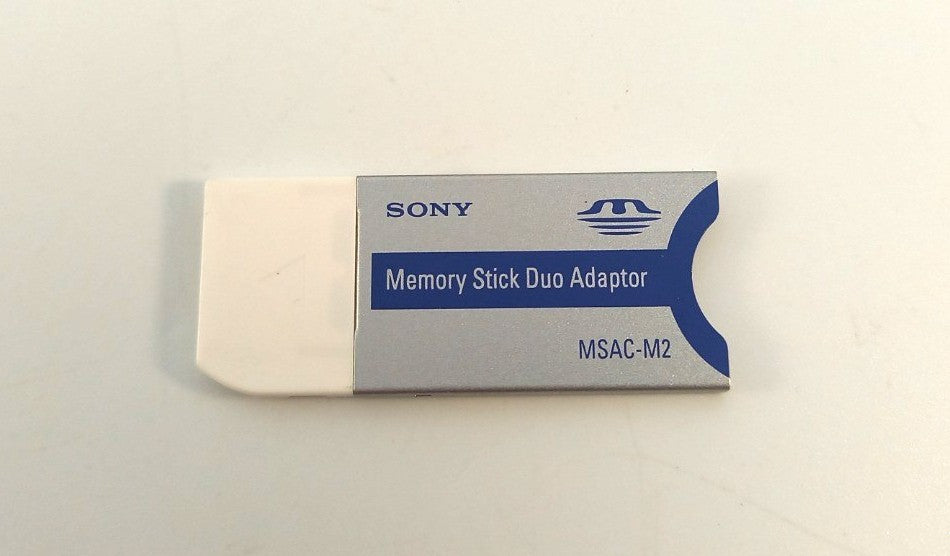 SONY
Memory Stick Duo Adaptor
MSAC-M2